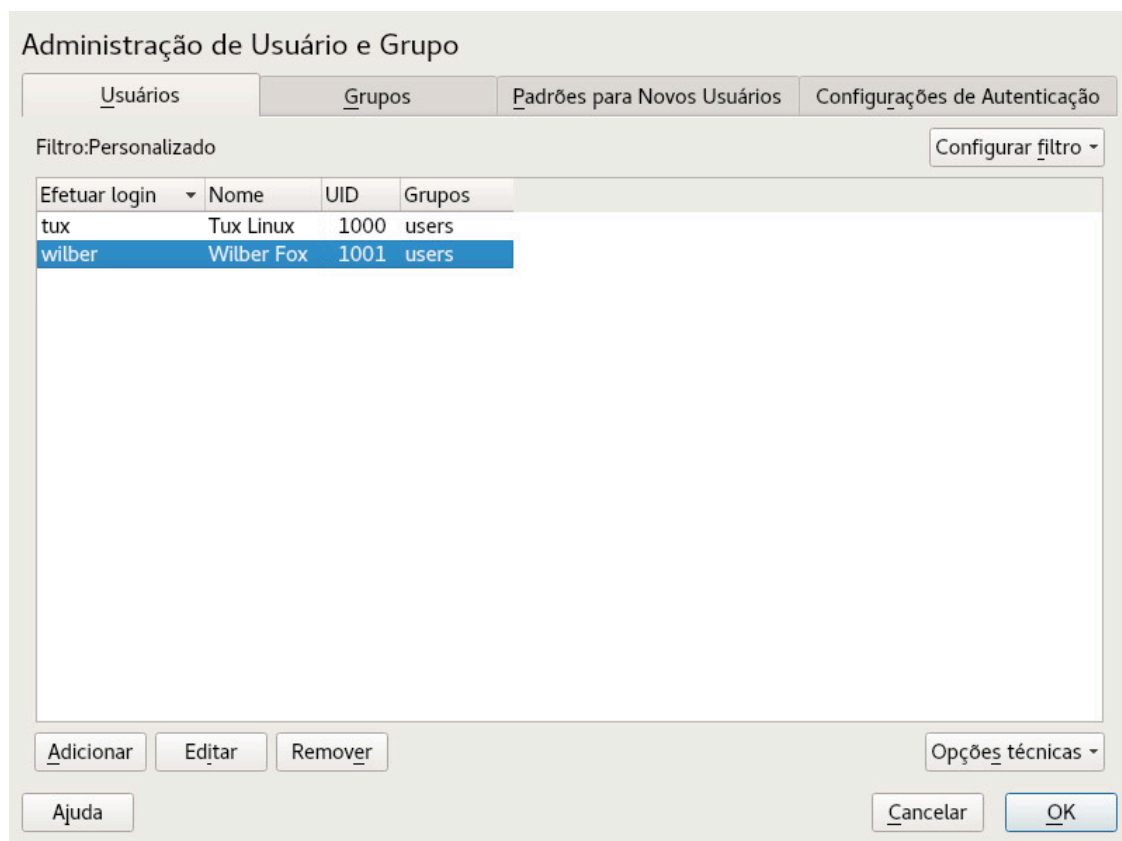 Administração de Usuário e Grupo
Usuários Grupos Padrões para Novos Usuários Configurações de Autenticação
Filtro:Personalizado Configurar filtro
Efetuar login Nome UID Grupos
tux Tux Linux 1000 users
wilber Wilber Fox 1001 users
Adicionar Editar Remover Opções técnicas
Ajuda Cancelar OK